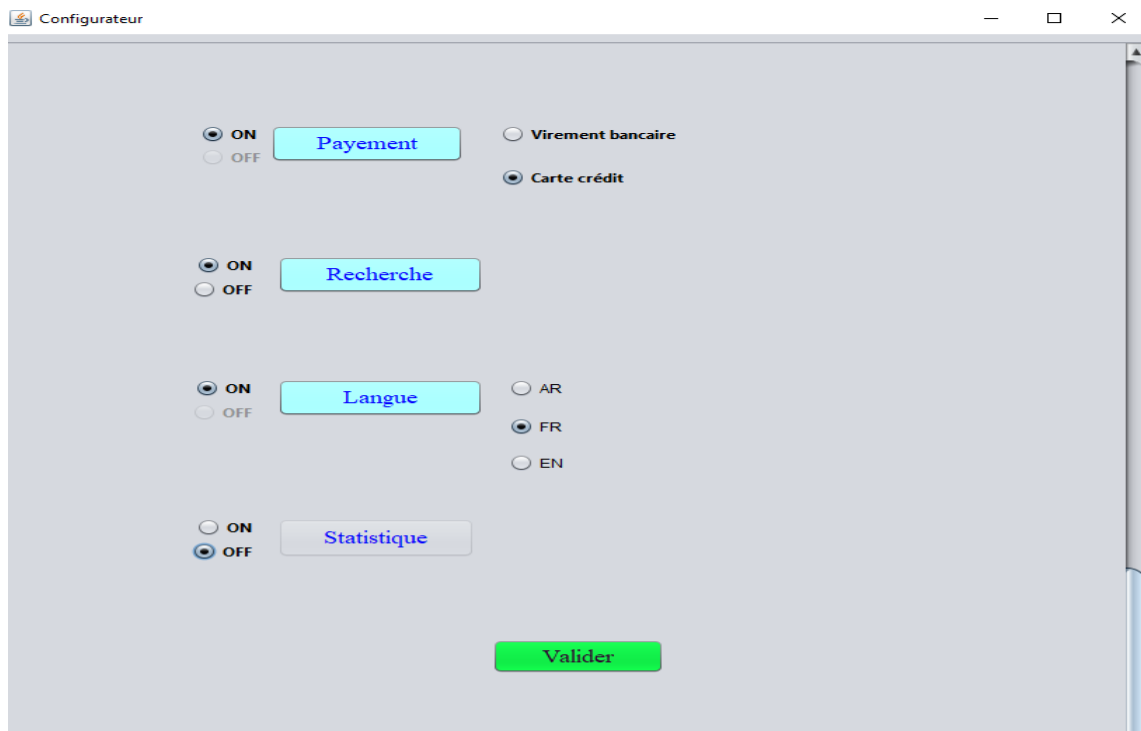 Configurateur
ON Payement Virement bancaire
OFF
Carte crédit
ON Recherche
OFF
ON Langue AR
OFF
FR
EN
ON Statistique
OFF
Valider